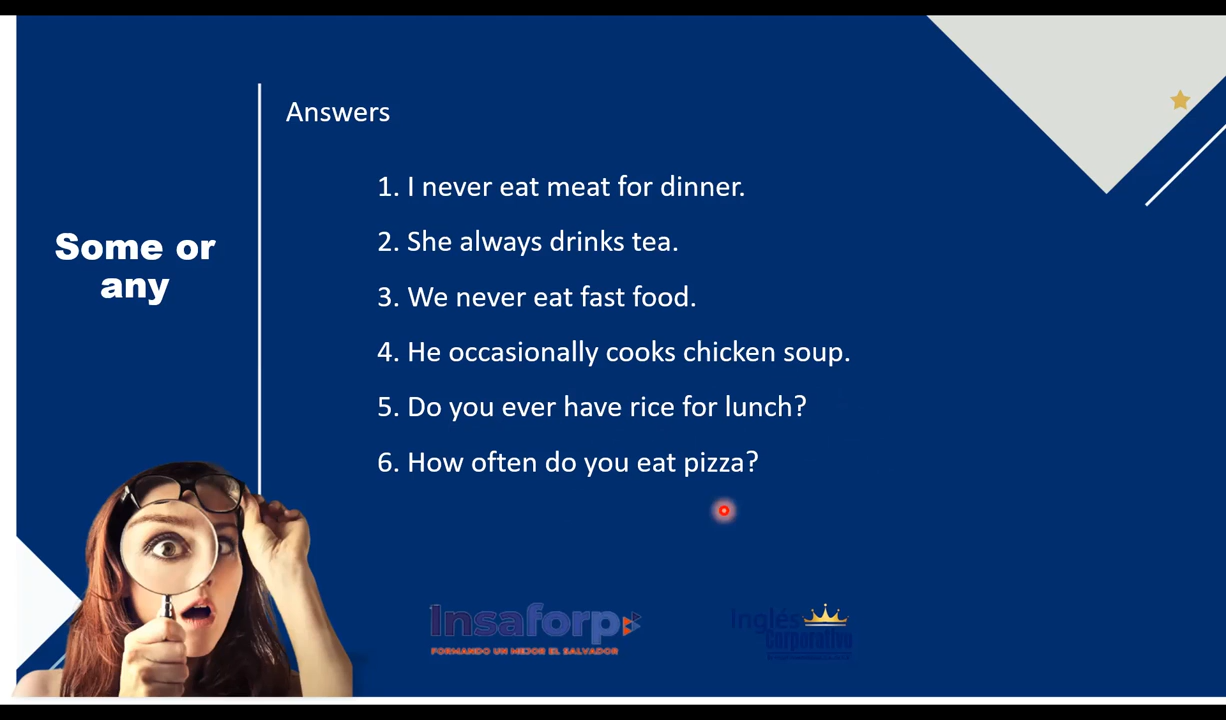 Answers
Some or
any
1. I never eat meat for dinner.
2. She always drinks tea.
3. We never eat fast food.
4. He occasionally cooks chicken soup.
5. Do you ever have rice for lunch?
6. How often do you eat pizza?
Insaforp
FORMANDO UN MEJOR EL SALVADOR
Inglés
Corporativo